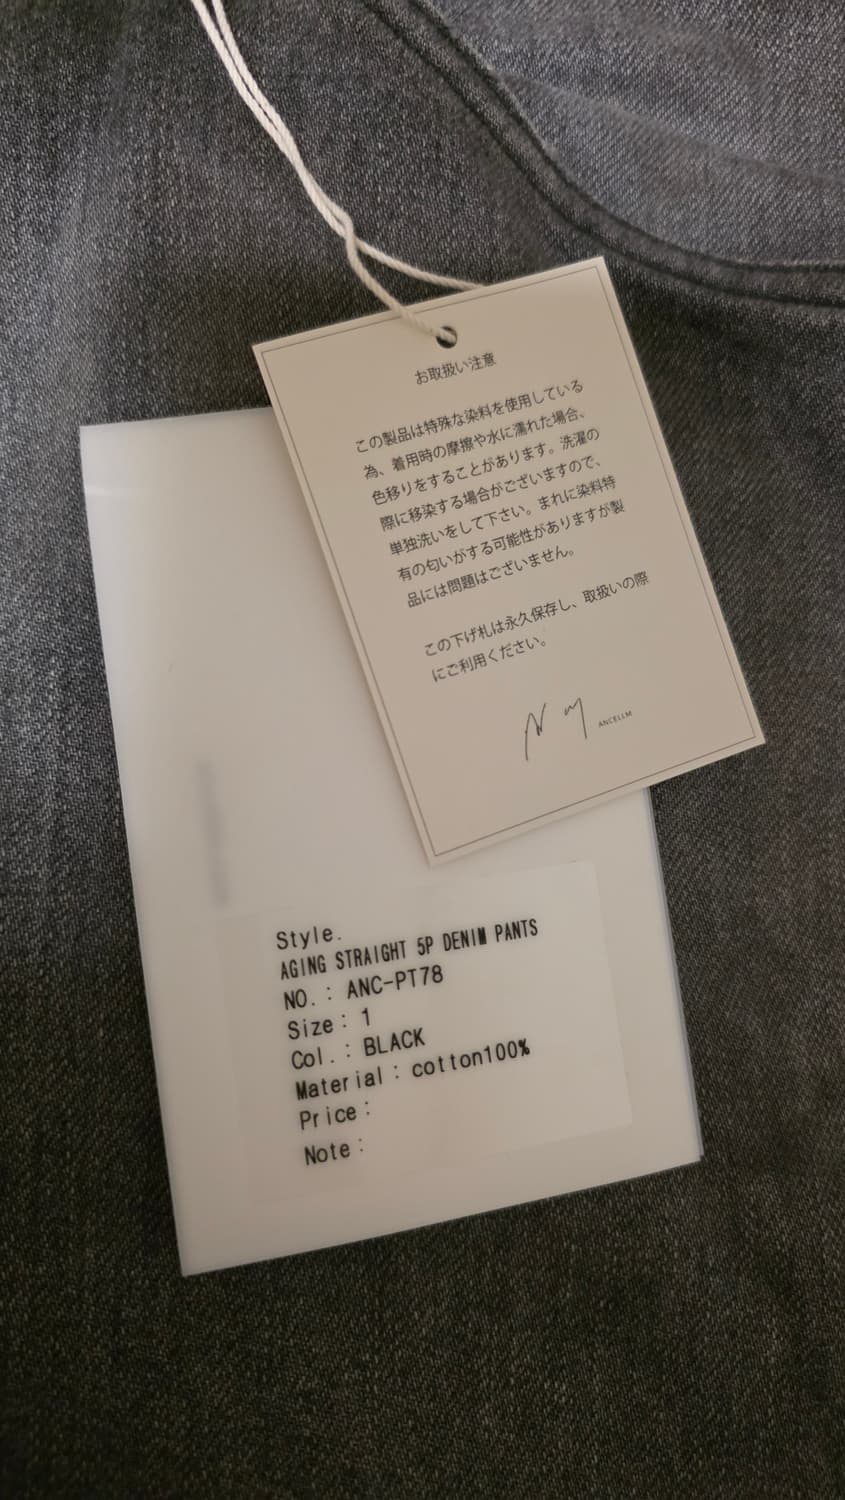 お取扱い注意
この製品は特殊な染料を使用している
為、着用時の摩擦や水に濡れた場合、
色移りをすることがあります。洗濯の
際に移染する場合がございますので、
単独洗いをして下さい。まれに染料特
有の匂いがする可能性がありますが製
品には問題はございません。
この下げ札は永久保存し、取扱いの際
にご利用ください。
ANCELLM
Style.
AGING STRAIGHT 5P DENIM PANTS
NO.: ANC-PT78
Size: 1
Col.: BLACK
Material: cotton100%
Price:
Note: